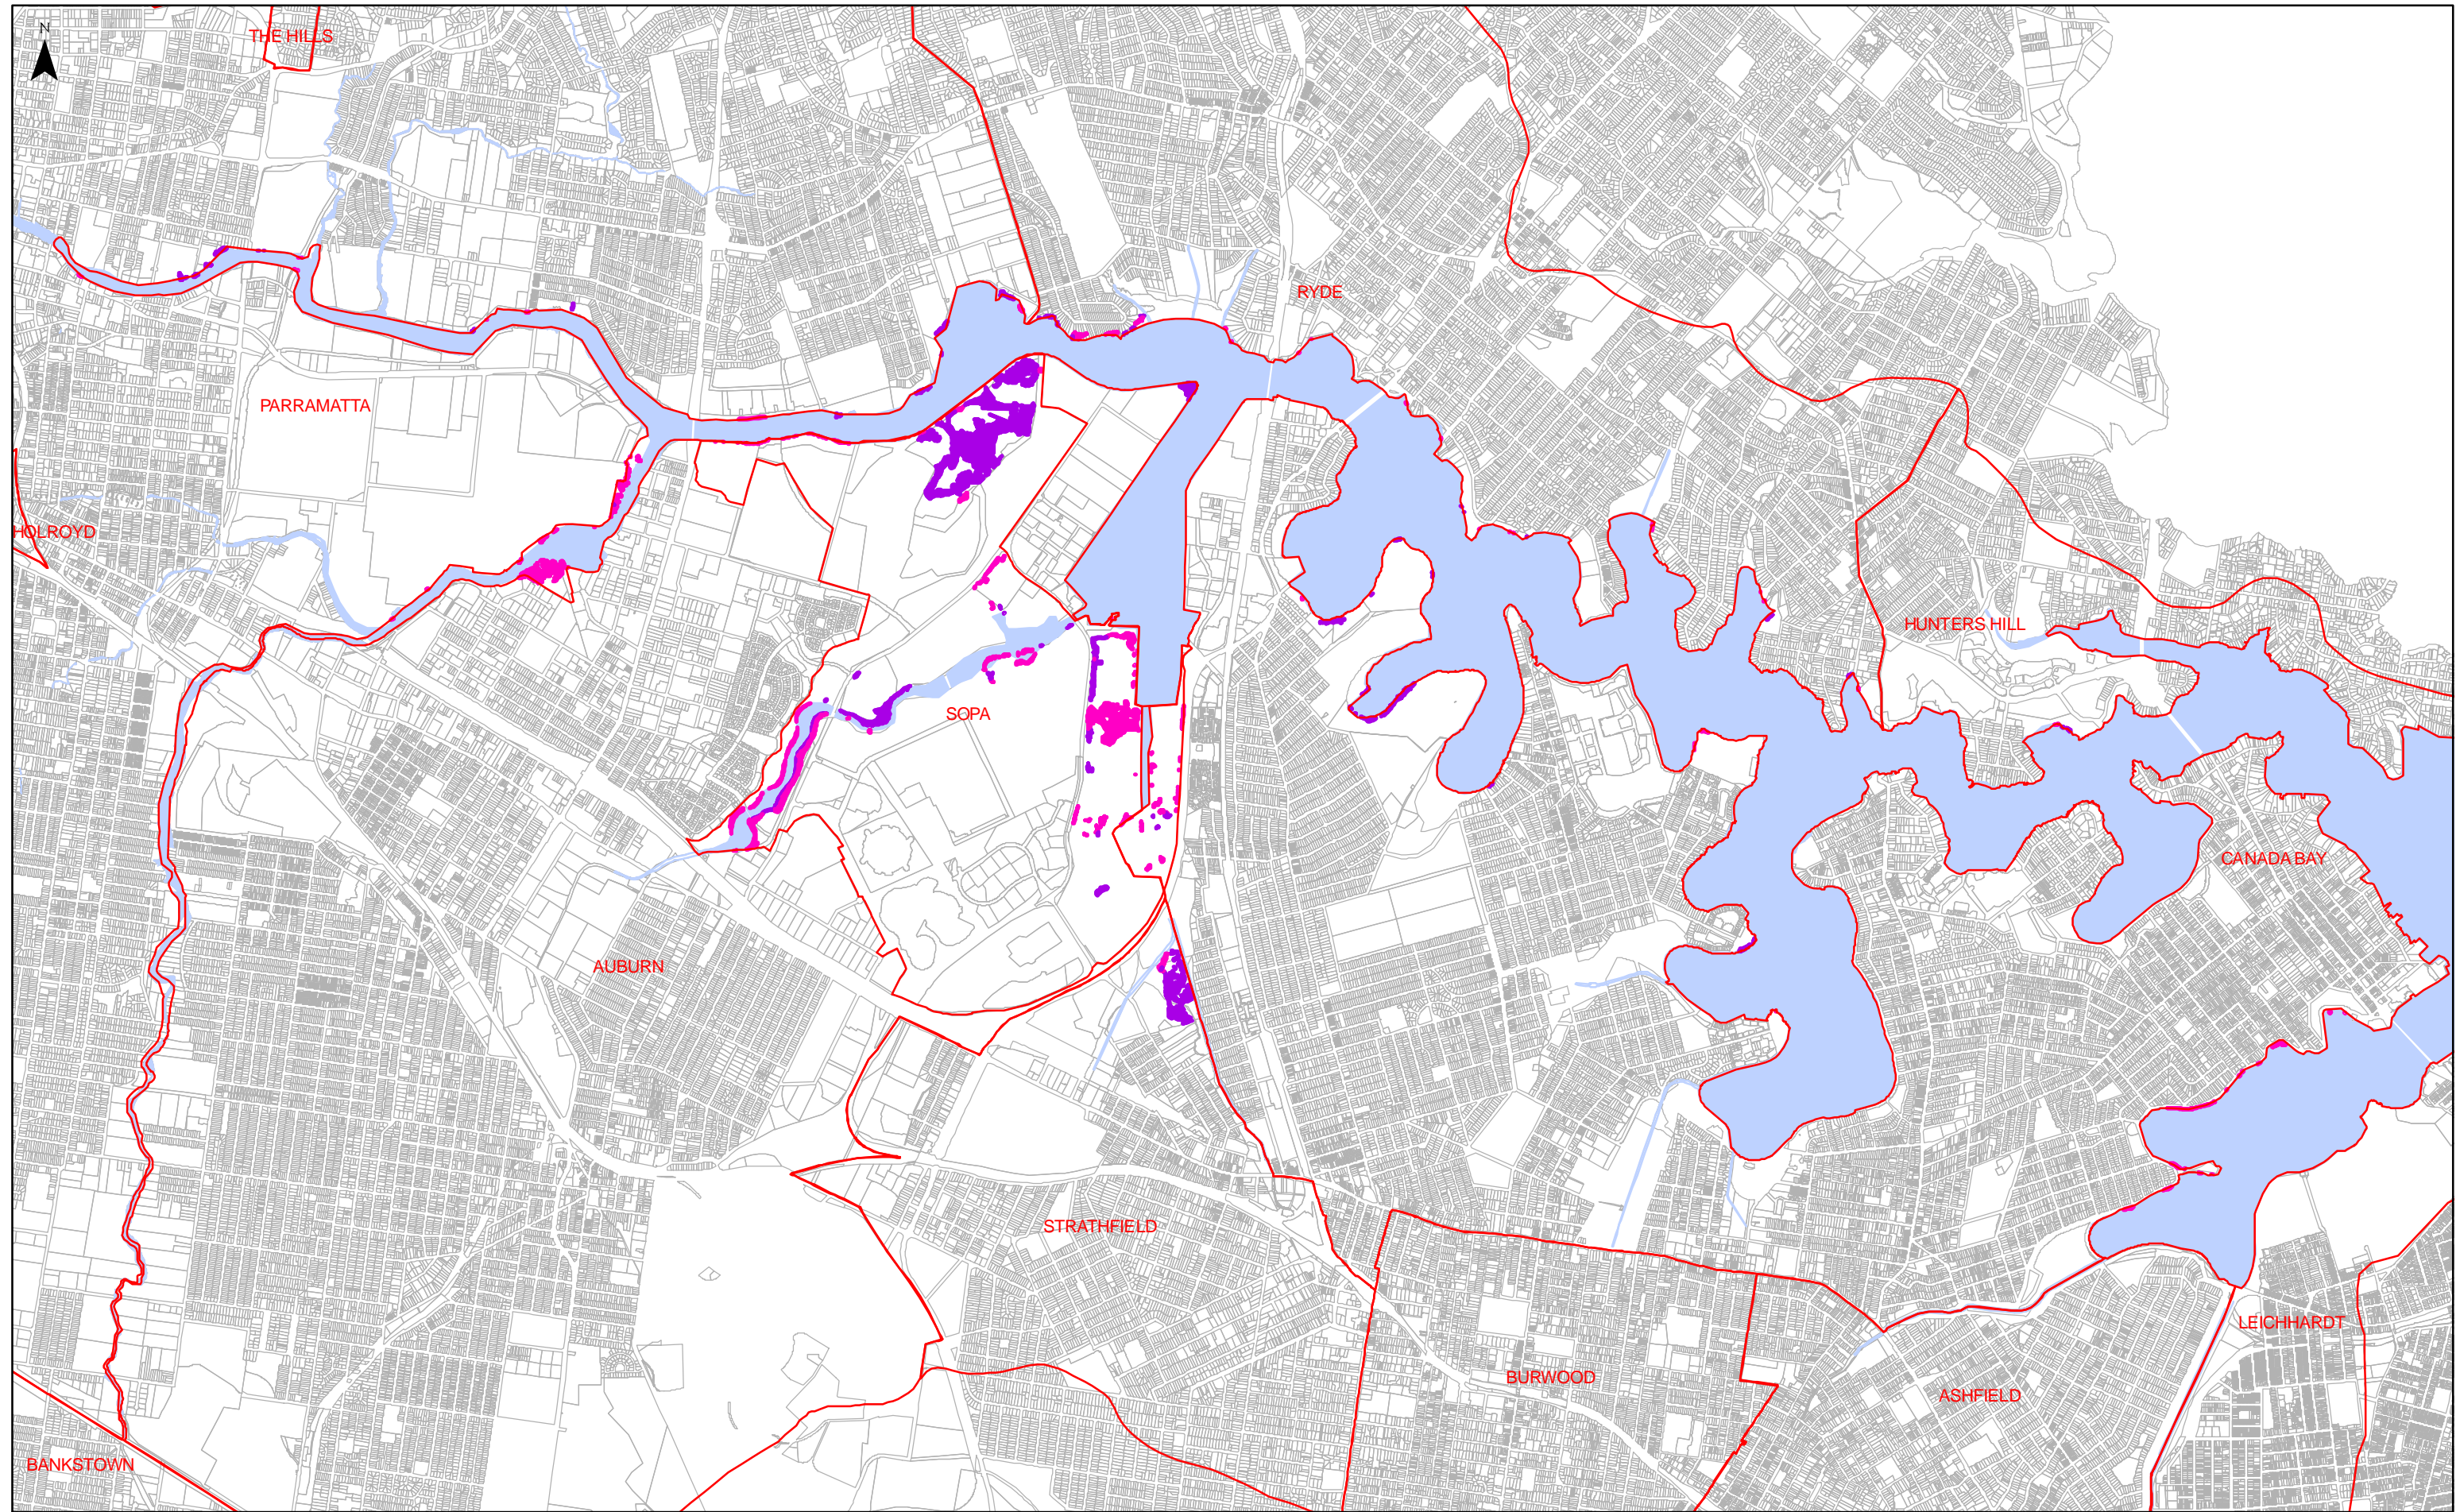 THE HILLS
N
RYDE
PARRAMATTA
HOLROYD
HUNTERS HILL
SOPA
CANADA BAY
AUBURN
STRATHFIELD
LEICHHARDT
BURWOOD
ASHFIELD
BANKSTOWN